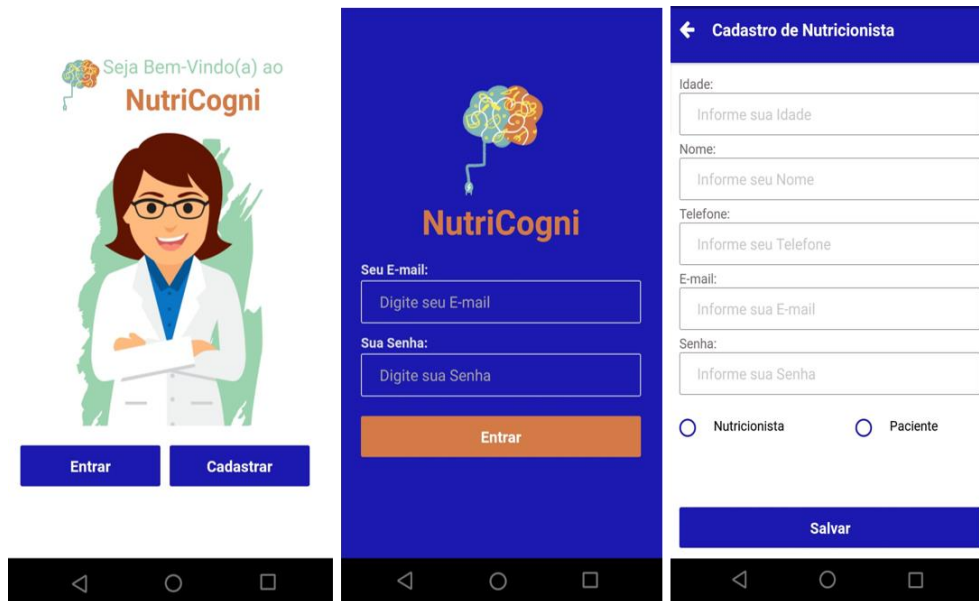 Seja Bem-Vindo(a) ao
NutriCogni
Entrar
Cadastrar
NutriCogni
Seu E-mail:
Digite seu E-mail
Sua Senha:
Digite sua Senha
Entrar
Cadastro de Nutricionista
Idade:
Informe sua Idade
Nome:
Informe seu Nome
Telefone:
Informe seu Telefone
E-mail:
Informe sua E-mail
Senha:
Informe sua Senha
Nutricionista
Paciente
Salvar